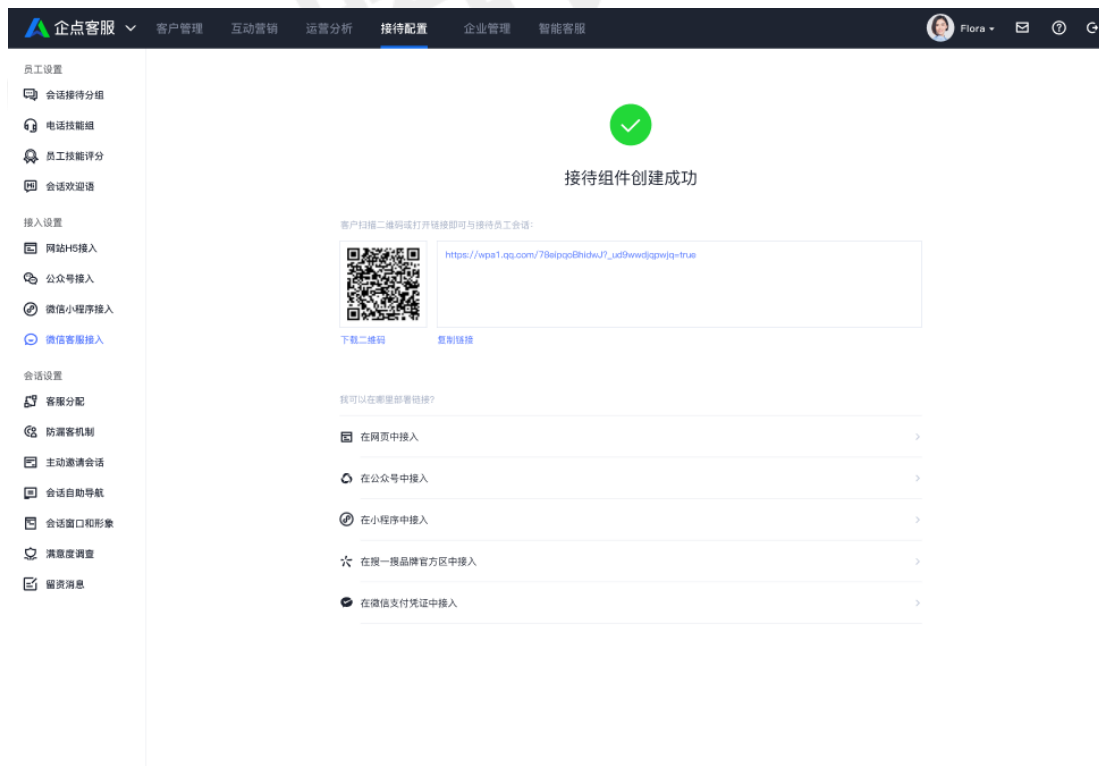 企点客服
客户管理
互动营销
运营分析
接待配置
企业管理
智能客服
Flora
员工设置
会话接待分组
电话技能组
员工技能评分
Hi 会话欢迎语
接入设置
网站H5接入
公众号接入
微信小程序接入
微信客服接入
会话设置
客服分配
防漏客机制
主动邀请会话
会话自助导航
会话窗口和形象
满意度调查
留资消息
接待组件创建成功
客户扫描二维码或打开链接即可与接待员工会话：
https://wpa1.qq.com/78eipqoBhidwJ?_ud9wwdjqpwjq=true
下载二维码
复制链接
我可以在哪里部署链接？
在网页中接入
在公众号中接入
在小程序中接入
在搜一搜品牌官方区中接入
在微信支付凭证中接入